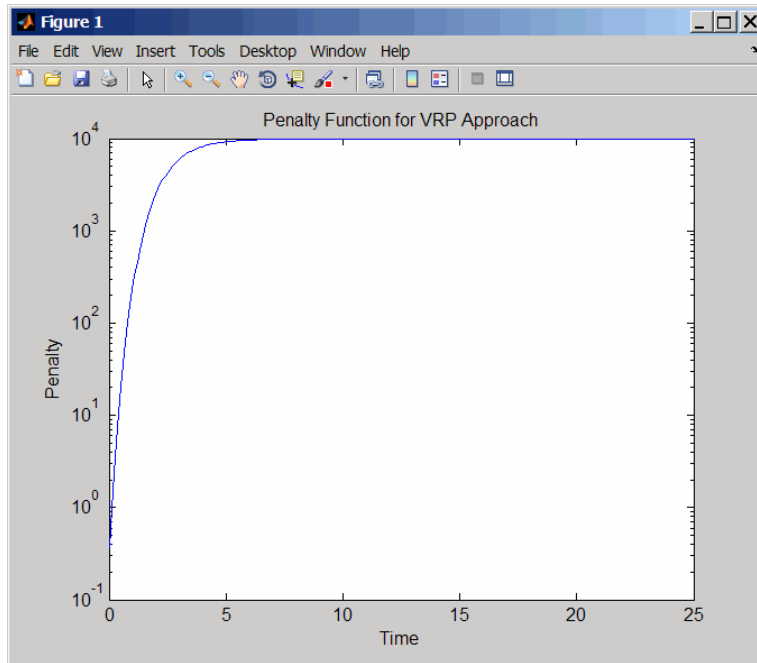 Figure 1
File Edit View Insert Tools Desktop Window Help
Penalty Function for VRP Approach
10^4
10^3
10^2
10^1
10^0
10^-1
Penalty
0 5 10 15 20 25
Time